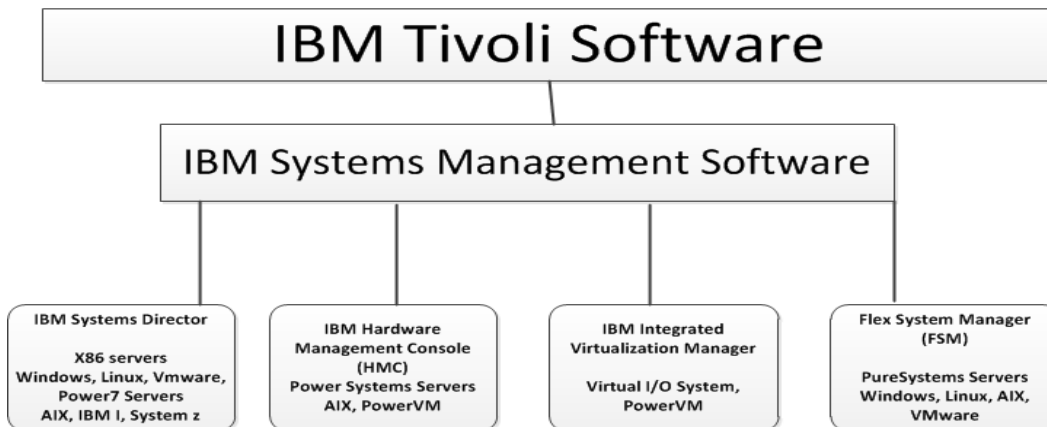 IBM Tivoli Software
IBM Systems Management Software
IBM Systems Director
X86 servers
Windows, Linux, Vmware,
Power7 Servers
AIX, IBM I, System z
IBM Hardware
Management Console
(HMC)
Power Systems Servers
AIX, PowerVM
IBM Integrated
Virtualization Manager
Virtual I/O System,
PowerVM
Flex System Manager
(FSM)
PureSystems Servers
Windows, Linux, AIX,
VMware